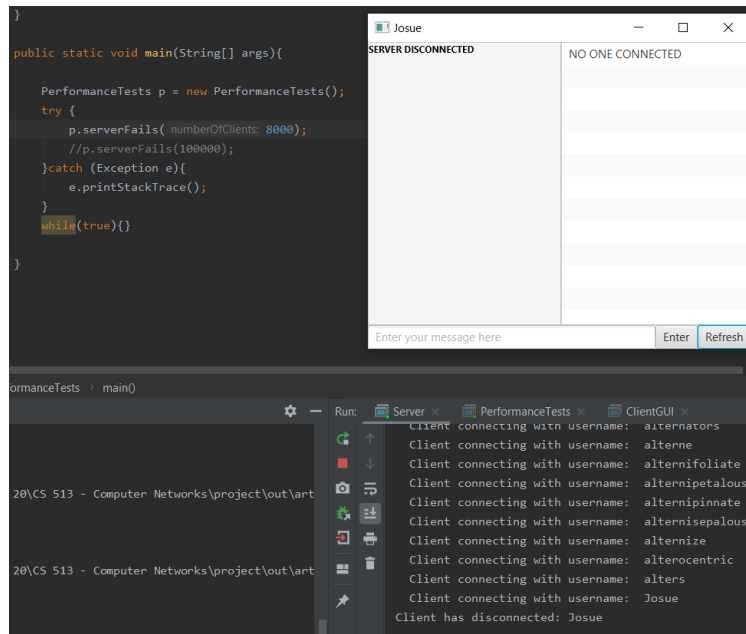 }
public static void main(String[] args){
PerformanceTests p = new PerformanceTests();
try {
p.serverFails( numberOfClients: 8000);
//p.serverFails(100000);
}catch (Exception e){
e.printStackTrace();
}
while(true){}
}
Josue
SERVER DISCONNECTED
NO ONE CONNECTED
Enter your message here
Enter
Refresh
formanceTests › main()
20\CS 513 - Computer Networks\project\out\art
20\CS 513 - Computer Networks\project\out\art
Run: Server × PerformanceTests × ClientGUI ×
Client connecting with username: alternators
Client connecting with username: alterne
Client connecting with username: alternifoliate
Client connecting with username: alternipetalous
Client connecting with username: alternipinnate
Client connecting with username: alternisepalous
Client connecting with username: alternize
Client connecting with username: alterocentric
Client connecting with username: alters
Client connecting with username: Josue
Client has disconnected: Josue